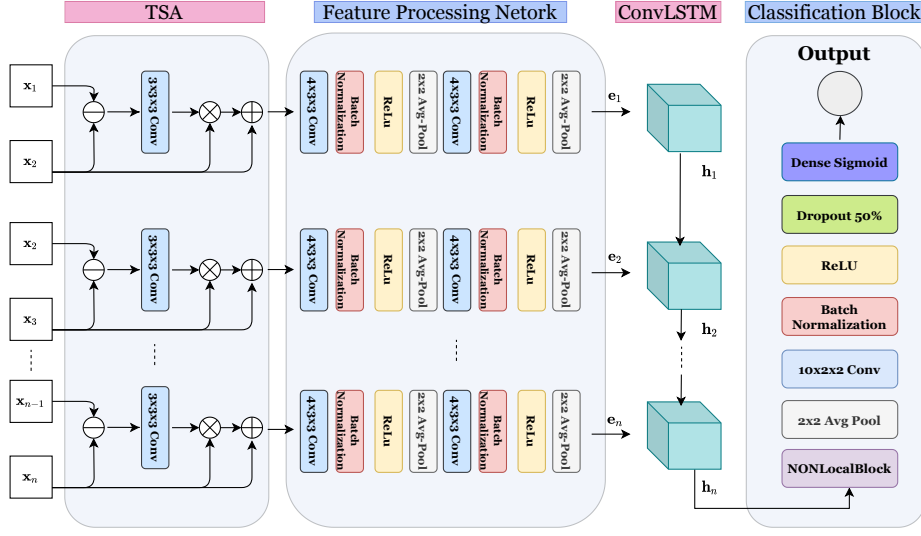 TSA
Feature Processing Netork
ConvLSTM
Classification Block
x1
x2
3x3x3 Conv
4x3x3 Conv
Batch
Normalization
ReLu
2x2 Avg-Pool
4x3x3 Conv
Batch
Normalization
ReLu
2x2 Avg-Pool
e1
h1
x2
x3
3x3x3 Conv
4x3x3 Conv
Batch
Normalization
ReLu
2x2 Avg-Pool
4x3x3 Conv
Batch
Normalization
ReLu
2x2 Avg-Pool
e2
h2
xn−1
xn
3x3x3 Conv
4x3x3 Conv
Batch
Normalization
ReLu
2x2 Avg-Pool
4x3x3 Conv
Batch
Normalization
ReLu
2x2 Avg-Pool
en
hn
Output
Dense Sigmoid
Dropout 50%
ReLU
Batch
Normalization
10x2x2 Conv
2x2 Avg Pool
NONLocalBlock